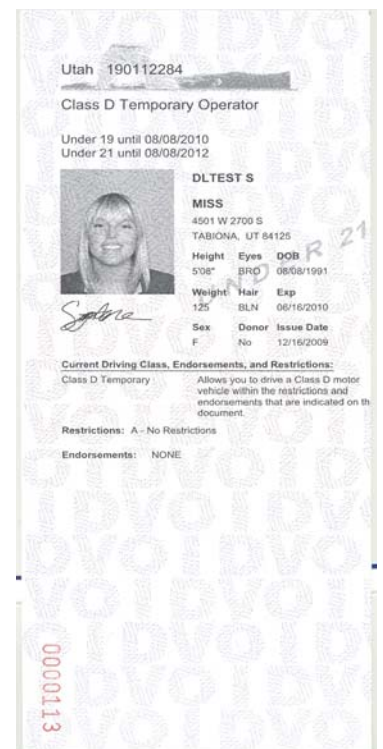 Utah 190112284
Class D Temporary Operator
Under 19 until 08/08/2010
Under 21 until 08/08/2012
DLTEST S
MISS
4501 W 2700 S
TABIONA, UT 84125
Height Eyes DOB
5'08" BRO 08/08/1991
Weight Hair Exp
125 BLN 06/16/2010
Sex Donor Issue Date
F No 12/16/2009
UNDER 21
Current Driving Class, Endorsements, and Restrictions:
Class D Temporary Allows you to drive a Class D motor
vehicle within the restrictions and
endorsements that are indicated on th
document.
Restrictions: A - No Restrictions
Endorsements: NONE
VOID
0000113